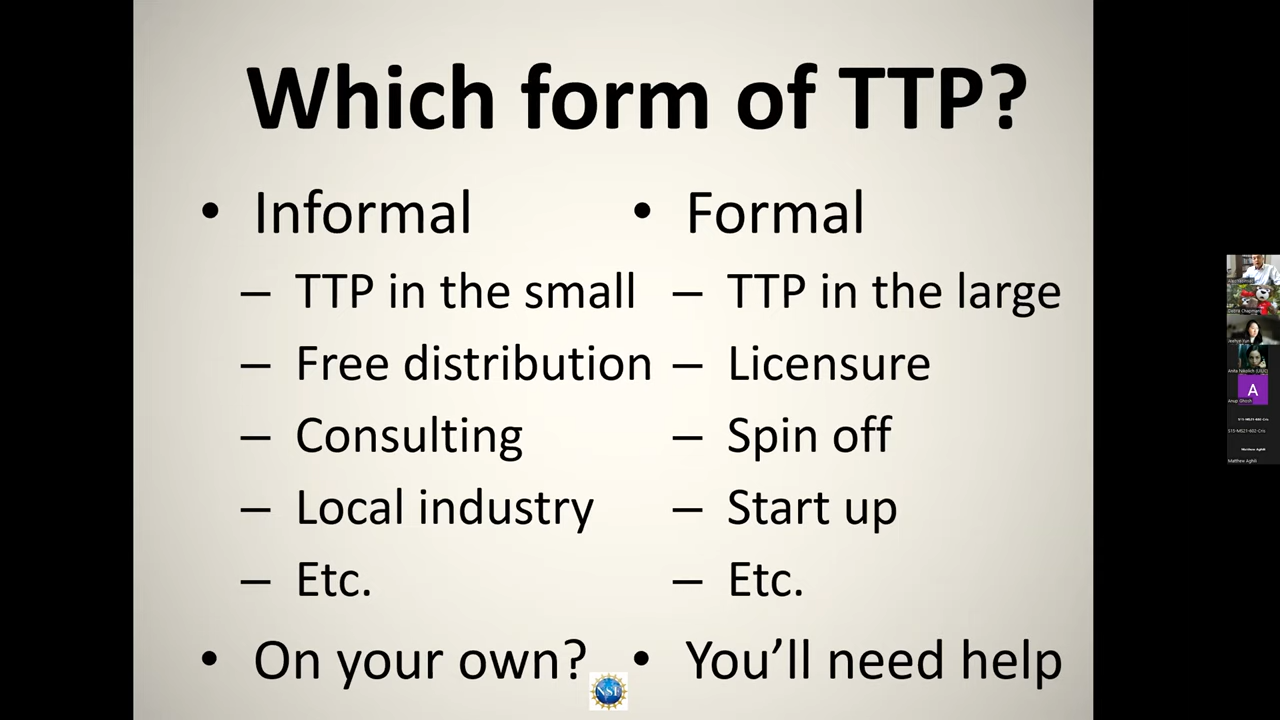 Which form of TTP?
• Informal
– TTP in the small
– Free distribution
– Consulting
– Local industry
– Etc.
• On your own?
• Formal
– TTP in the large
– Licensure
– Spin off
– Start up
– Etc.
• You’ll need help
NSF
A